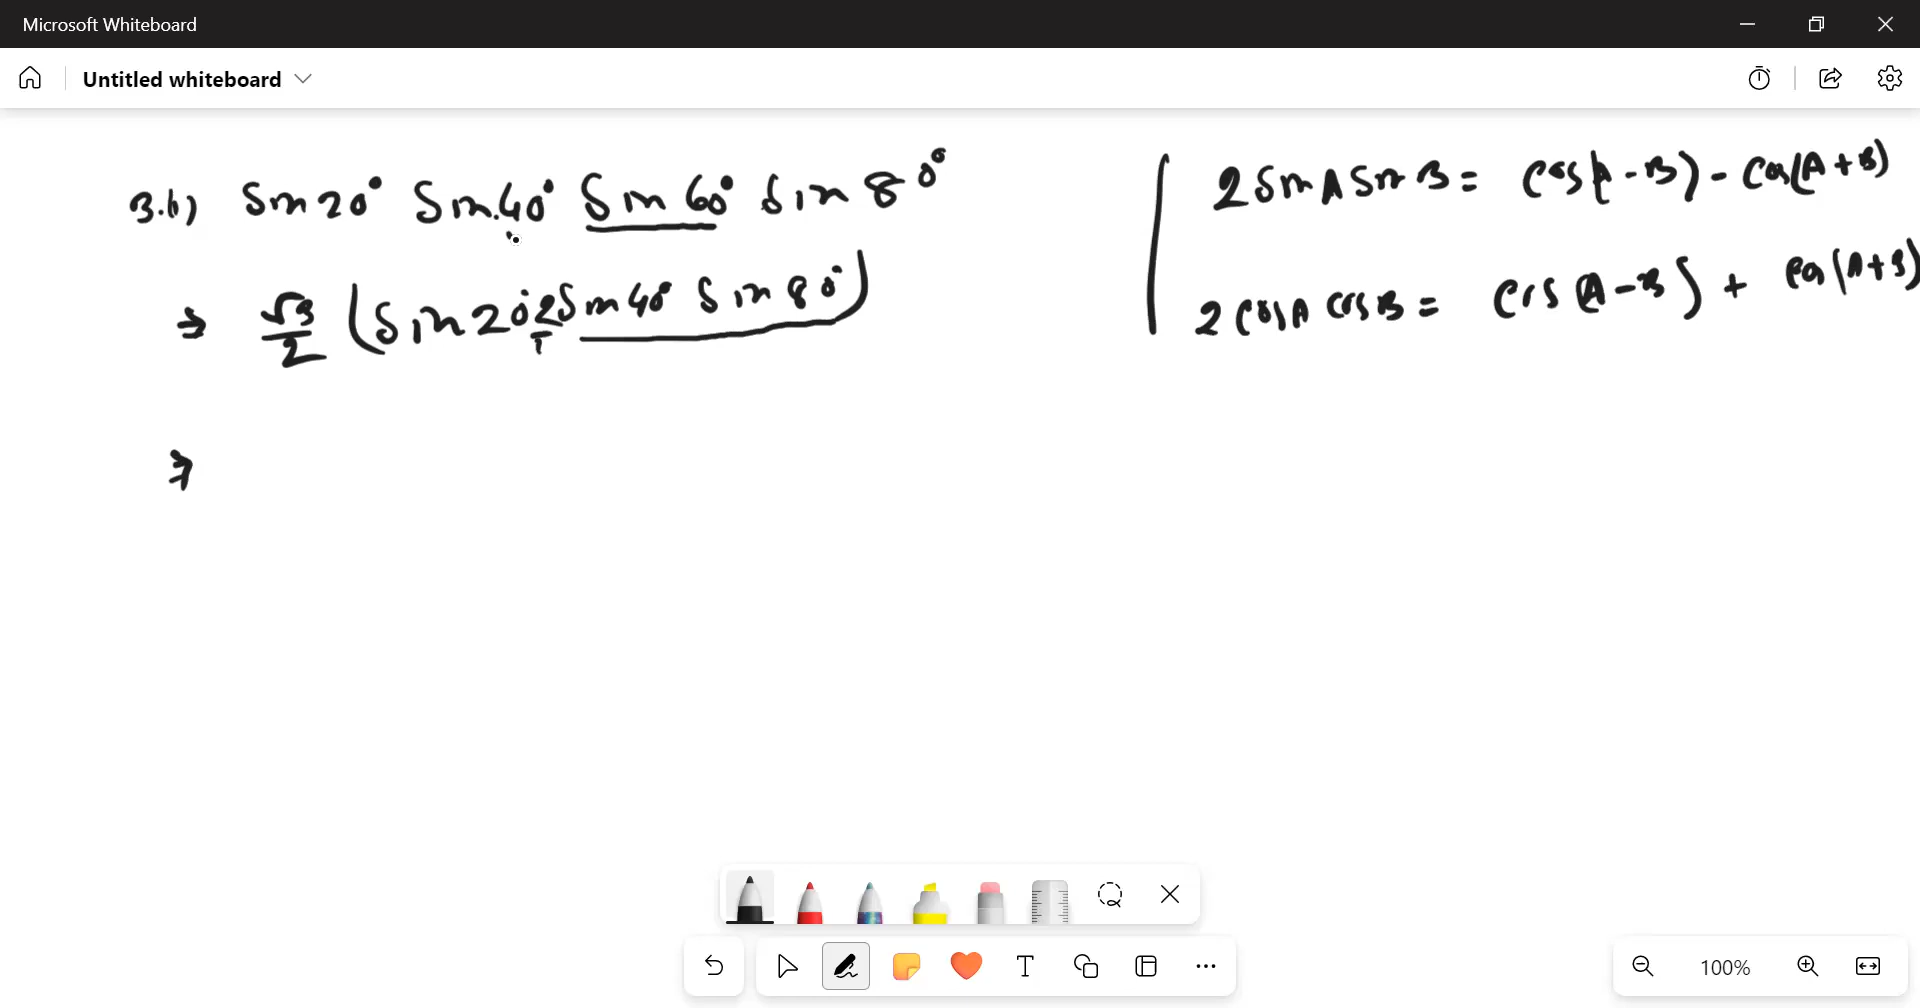 Microsoft Whiteboard
Untitled whiteboard
3.b) Sin 20° Sin 40° Sin 60° Sin 80°
⇒ √3/2 (Sin 20° 2 Sin 40° Sin 80°)
⇒
2 Sin A Sin B = Cos(A - B) - Cos(A + B)
2 Cos A Cos B = Cos(A - B) + Cos(A + B)
T
100%